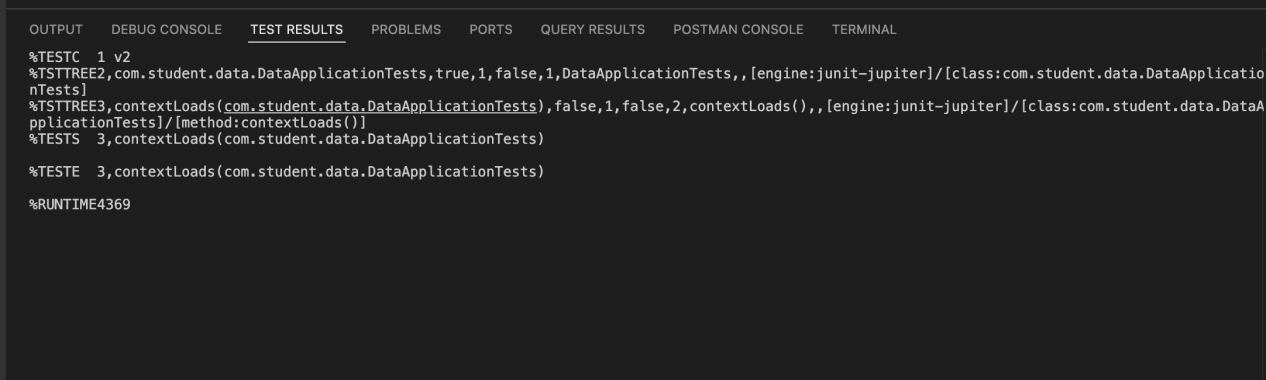 OUTPUT DEBUG CONSOLE TEST RESULTS PROBLEMS PORTS QUERY RESULTS POSTMAN CONSOLE TERMINAL
%TESTC  1 v2
%TSTTREE2,com.student.data.DataApplicationTests,true,1,false,1,DataApplicationTests,,[engine:junit-jupiter]/[class:com.student.data.DataApplicatio
nTests]
%TSTTREE3,contextLoads(com.student.data.DataApplicationTests),false,1,false,2,contextLoads(),,[engine:junit-jupiter]/[class:com.student.data.DataA
pplicationTests]/[method:contextLoads()]
%TESTS  3,contextLoads(com.student.data.DataApplicationTests)
%TESTE  3,contextLoads(com.student.data.DataApplicationTests)
%RUNTIME4369